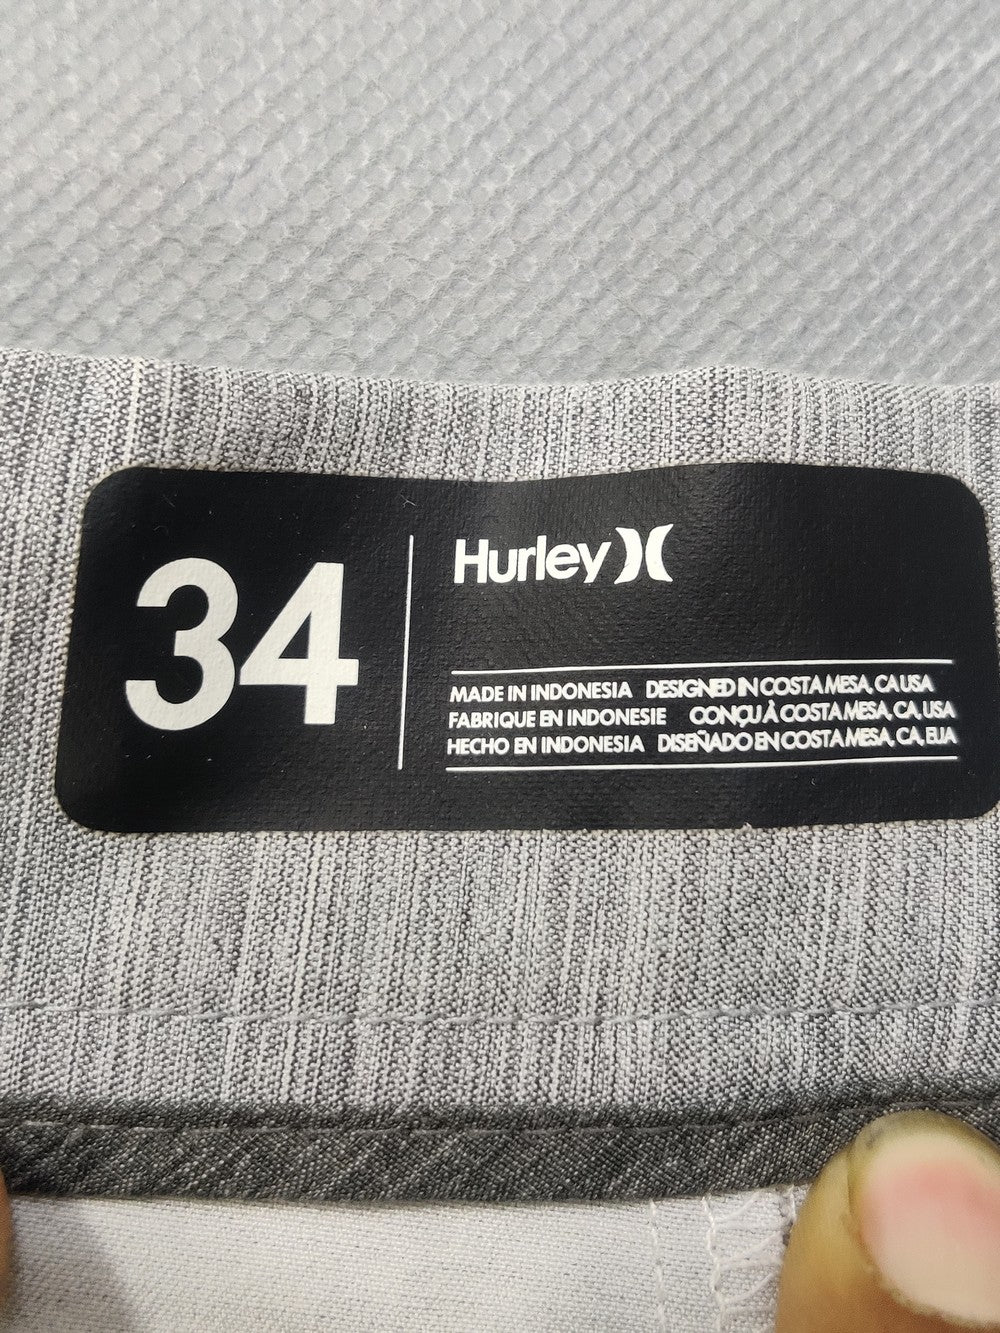 34
Hurley
MADE IN INDONESIA DESIGNED IN COSTA MESA, CA USA
FABRIQUE EN INDONESIE CONÇU À COSTA MESA, CA, USA
HECHO EN INDONESIA DISEÑADO EN COSTA MESA, CA, EUA